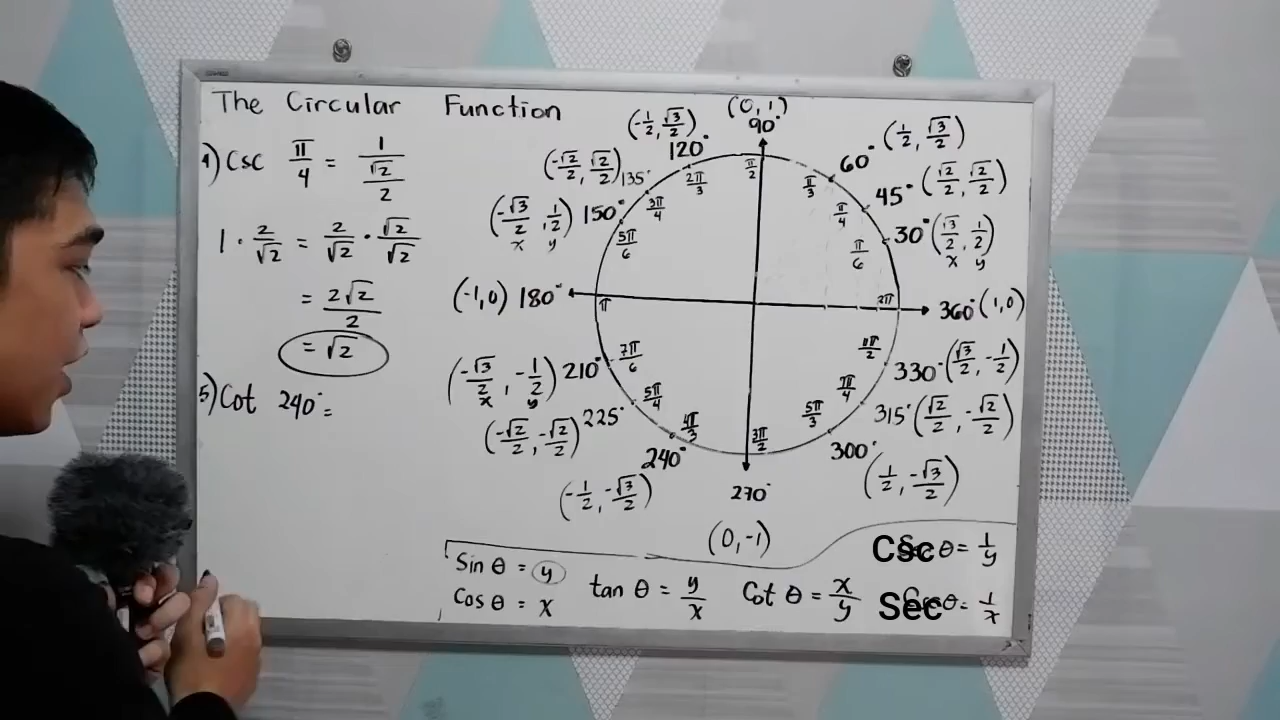 The Circular Function
4) Csc π/4 = 1/(√2/2)
1 · 2/√2 = 2/√2 · √2/√2
= 2√2/2
= √2
5) Cot 240° =
(0, 1)
90°
π/2
(-1/2, √3/2)
120°
2π/3
(-√2/2, √2/2)
135°
3π/4
(-√3/2, 1/2)
x y
150°
5π/6
(-1, 0) 180°
π
(-√3/2, -1/2)
x y
210°
7π/6
(-√2/2, -√2/2)
225°
5π/4
240°
4π/3
(-1/2, -√3/2)
3π/2
270°
(0, -1)
60° (1/2, √3/2)
π/3
45° (√2/2, √2/2)
π/4
30° (√3/2, 1/2)
x y
π/6
2π
360° (1, 0)
330° (√3/2, -1/2)
315° (√2/2, -√2/2)
7π/4
300°
5π/3
(1/2, -√3/2)
Sin θ = y
Cos θ = x
tan θ = y/x
Cot θ = x/y
Csc θ = 1/y
Sec θ = 1/x